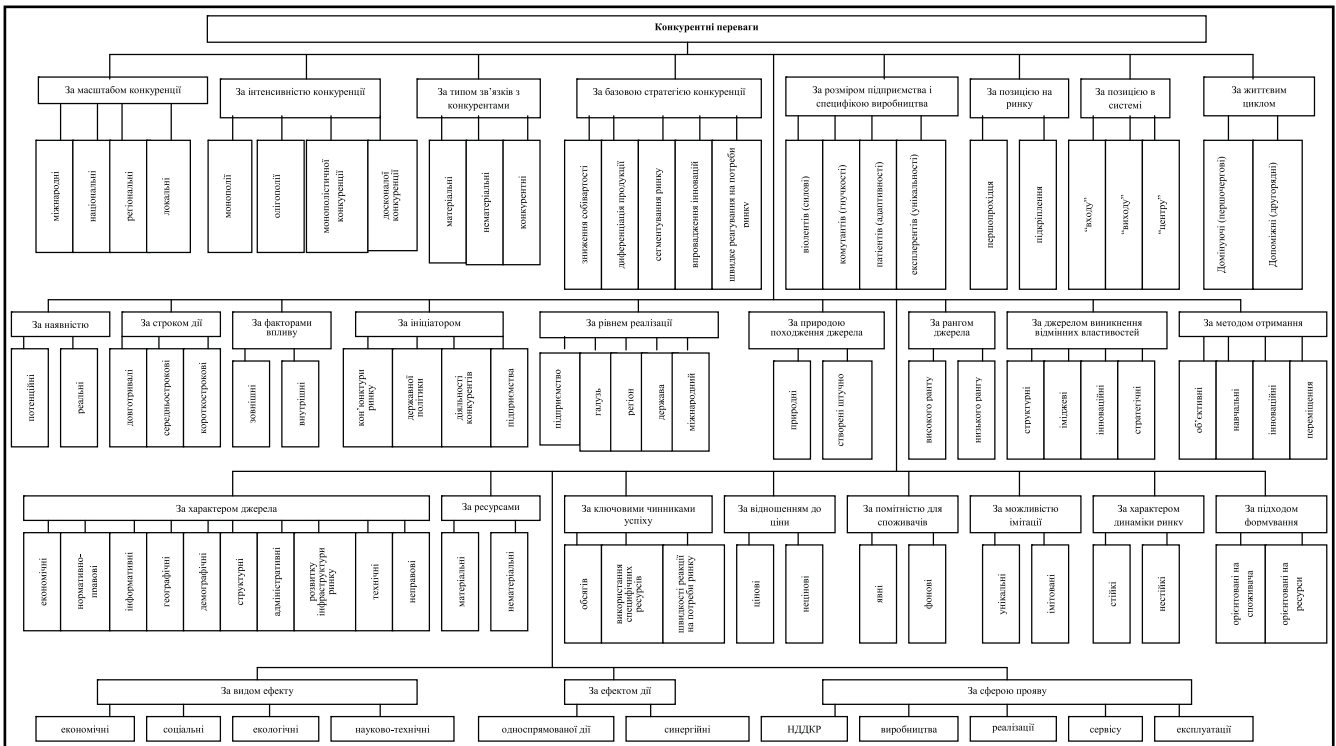 Конкурентні переваги
За масштабом конкуренції
За інтенсивністю конкуренції
За типом зв’язків з
конкурентами
За базовою стратегією конкуренції
За розміром підприємства і
специфікою виробництва
За позицією на
ринку
За позицією в
системі
За життєвим
циклом
міжнародні
національні
регіональні
локальні
монополії
олігополії
монополістичної
конкуренції
досконалої
конкуренції
матеріальні
нематеріальні
конкурентні
зниження собівартості
диференціація продукції
сегментування ринку
впровадження інновацій
швидке реагування на потреби
ринку
віолентів (силові)
комутантів (гнучкості)
патієнтів (адаптивності)
експлерентів (унікальності)
першопрохідця
підкріплення
“входу”
“виходу”
“центру”
Домінуючі (першочергові)
Допоміжні (другорядні)
За наявністю
За строком дії
За факторами
впливу
За ініціатором
За рівнем реалізації
За природою
походження джерела
За рангом
джерела
За джерелом виникнення
відмінних властивостей
За методом отримання
потенційні
реальні
довготривалі
середньострокові
короткострокові
зовнішні
внутрішні
кон’юнктури
ринку
державної
політики
діяльності
конкурентів
підприємства
підприємство
галузь
регіон
держава
міжнародний
природні
створені штучно
високого рангу
низького рангу
структурні
іміджеві
інноваційні
стратегічні
об’єктивні
навчальні
інноваційні
переміщення
За характером джерела
За ресурсами
За ключовими чинниками
успіху
За відношенням до
ціни
За помітністю для
споживачів
За можливістю
імітації
За характером
динаміки ринку
За підходом
формування
економічні
нормативно-
правові
інформативні
географічні
демографічні
структурні
адміністративні
розвитку
інфраструктури
ринку
технічні
неправові
матеріальні
нематеріальні
обсягів
використання
специфічних
ресурсів
швидкості реакції
на потреби ринку
цінові
нецінові
явні
фонові
унікальні
імітовані
стійкі
нестійкі
орієнтовані на
споживача
орієнтовані на
ресурси
За видом ефекту
За ефектом дії
За сферою прояву
економічні
соціальні
екологічні
науково-технічні
односпрямованої дії
синергійні
НДДКР
виробництва
реалізації
сервісу
експлуатації